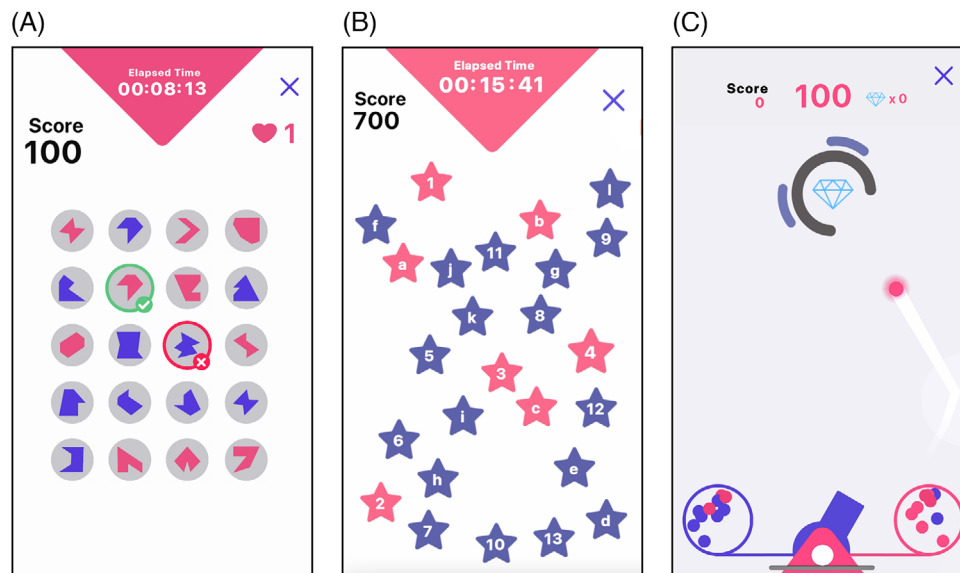 (A)
Elapsed Time
00:08:13
Score
100
1
(B)
Elapsed Time
00:15:41
Score
700
1
l
f
b
9
a
j
11
g
k
8
5
4
3
c
12
i
6
h
e
2
7
d
10
13
(C)
Score
0
100
x 0